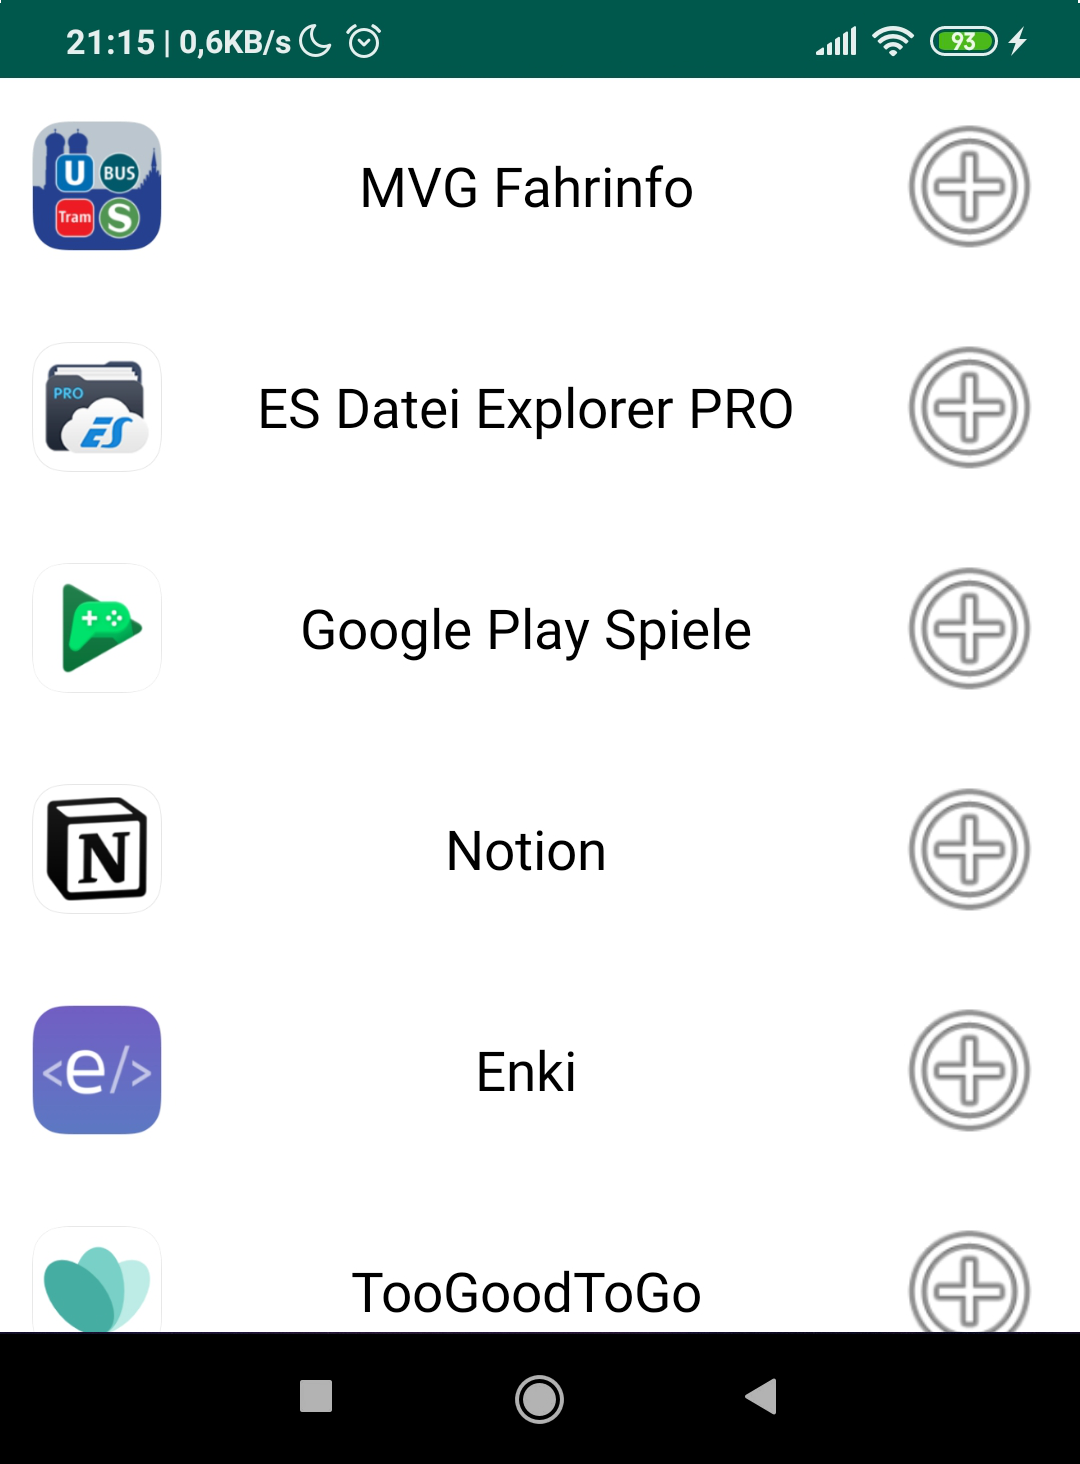 21:15 | 0,6KB/s 93
U BUS
Tram S
MVG Fahrinfo
PRO
ES
ES Datei Explorer PRO
Google Play Spiele
N
Notion
<e/>
Enki
TooGoodToGo